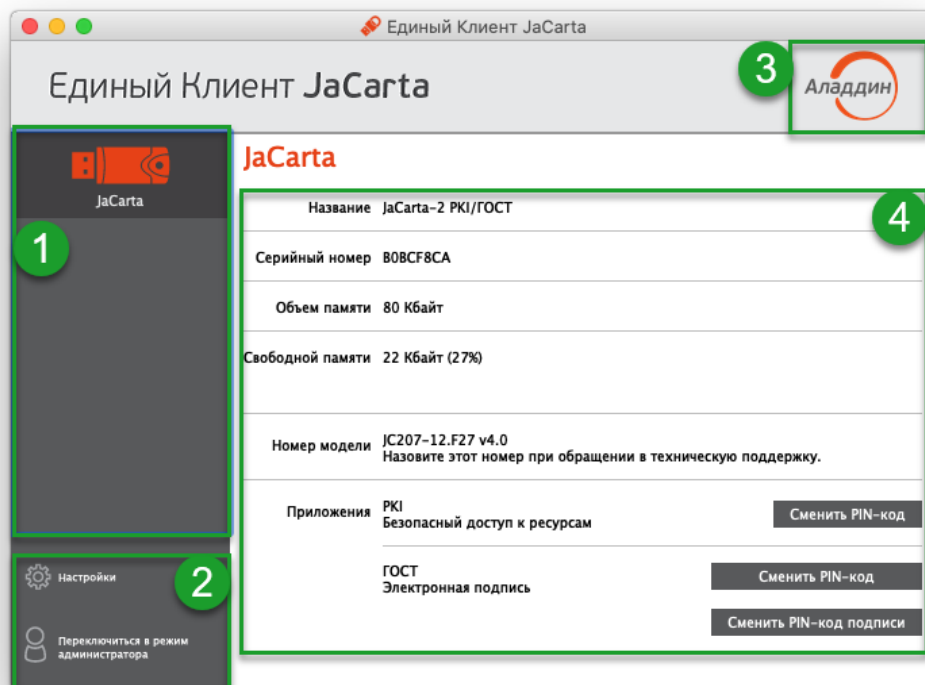 Единый Клиент JaCarta
Единый Клиент JaCarta
3
Аладдин
JaCarta
1
JaCarta
4
Название JaCarta-2 PKI/ГОСТ
Серийный номер B0BCF8CA
Объем памяти 80 Кбайт
Свободной памяти 22 Кбайт (27%)
Номер модели JC207-12.F27 v4.0
Назовите этот номер при обращении в техническую поддержку.
Приложения PKI
Безопасный доступ к ресурсам
Сменить PIN-код
ГОСТ
Электронная подпись
Сменить PIN-код
Сменить PIN-код подписи
Настройки
2
Переключиться в режим
администратора